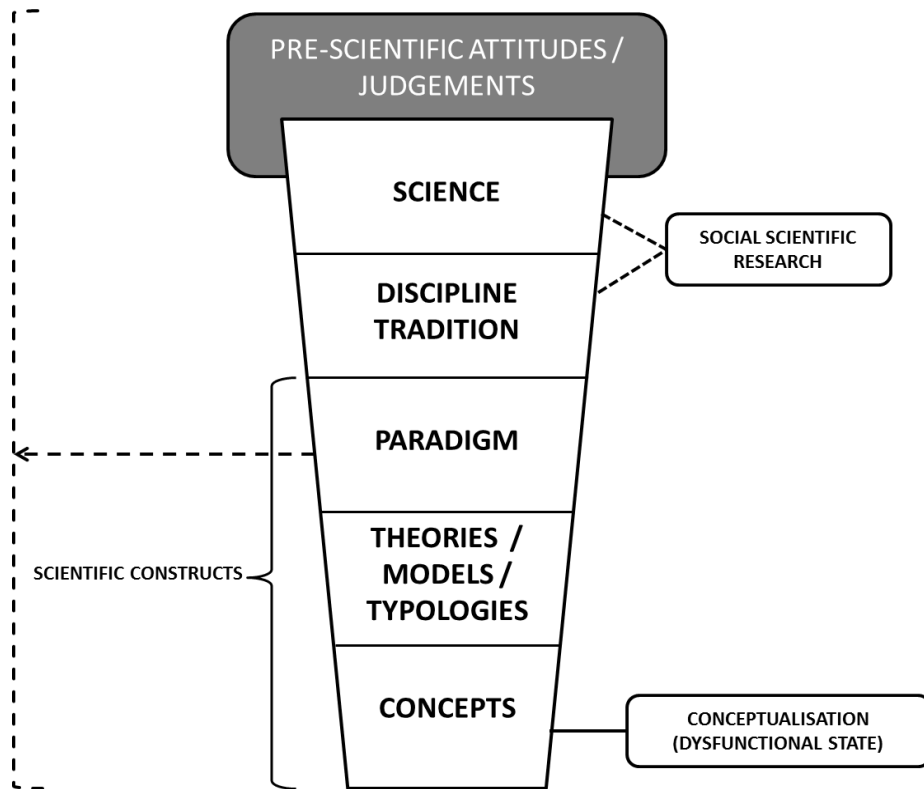 PRE-SCIENTIFIC ATTITUDES /
JUDGEMENTS
SCIENCE
SOCIAL SCIENTIFIC
RESEARCH
DISCIPLINE
TRADITION
PARADIGM
SCIENTIFIC CONSTRUCTS
THEORIES /
MODELS /
TYPOLOGIES
CONCEPTS
CONCEPTUALISATION
(DYSFUNCTIONAL STATE)